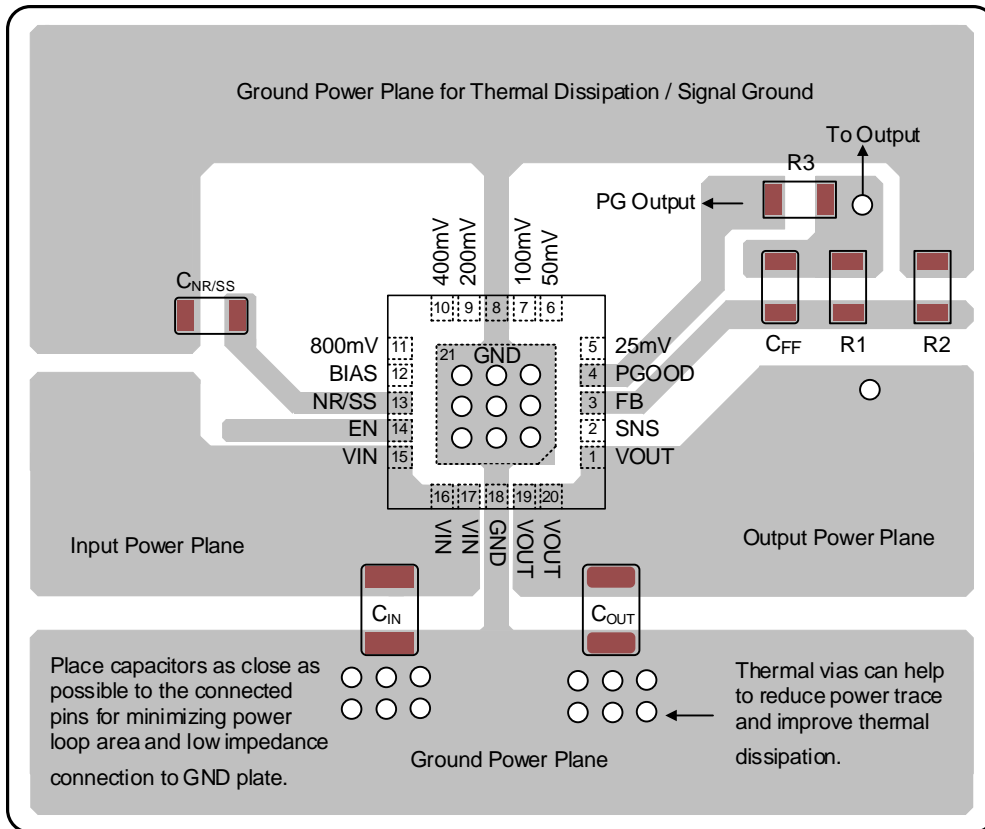 Ground Power Plane for Thermal Dissipation / Signal Ground
To Output
R3
PG Output
400mV
200mV
100mV
50mV
CNR/SS
10 9 8 7 6
800mV 11
21 GND
5 25mV
BIAS 12
4 PGOOD
NR/SS 13
3 FB
EN 14
2 SNS
VIN 15
1 VOUT
CFF
R1
R2
16 17 18 19 20
VIN
VIN
GND
VOUT
VOUT
Input Power Plane
Output Power Plane
CIN
COUT
Place capacitors as close as
possible to the connected
pins for minimizing power
loop area and low impedance
connection to GND plate.
Thermal vias can help
to reduce power trace
and improve thermal
dissipation.
Ground Power Plane